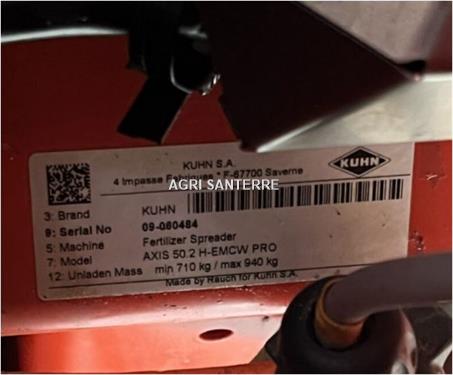 KUHN S.A.
4 Impasse Fabriques * F-67700 Saverne
KUHN
AGRI SANTERRE
3: Brand KUHN
9: Serial No 09-060484
5: Machine Fertilizer Spreader
7: Model AXIS 50.2 H-EMCW PRO
12: Unladen Mass min 710 kg / max 940 kg
Made by Rauch for Kuhn S.A.